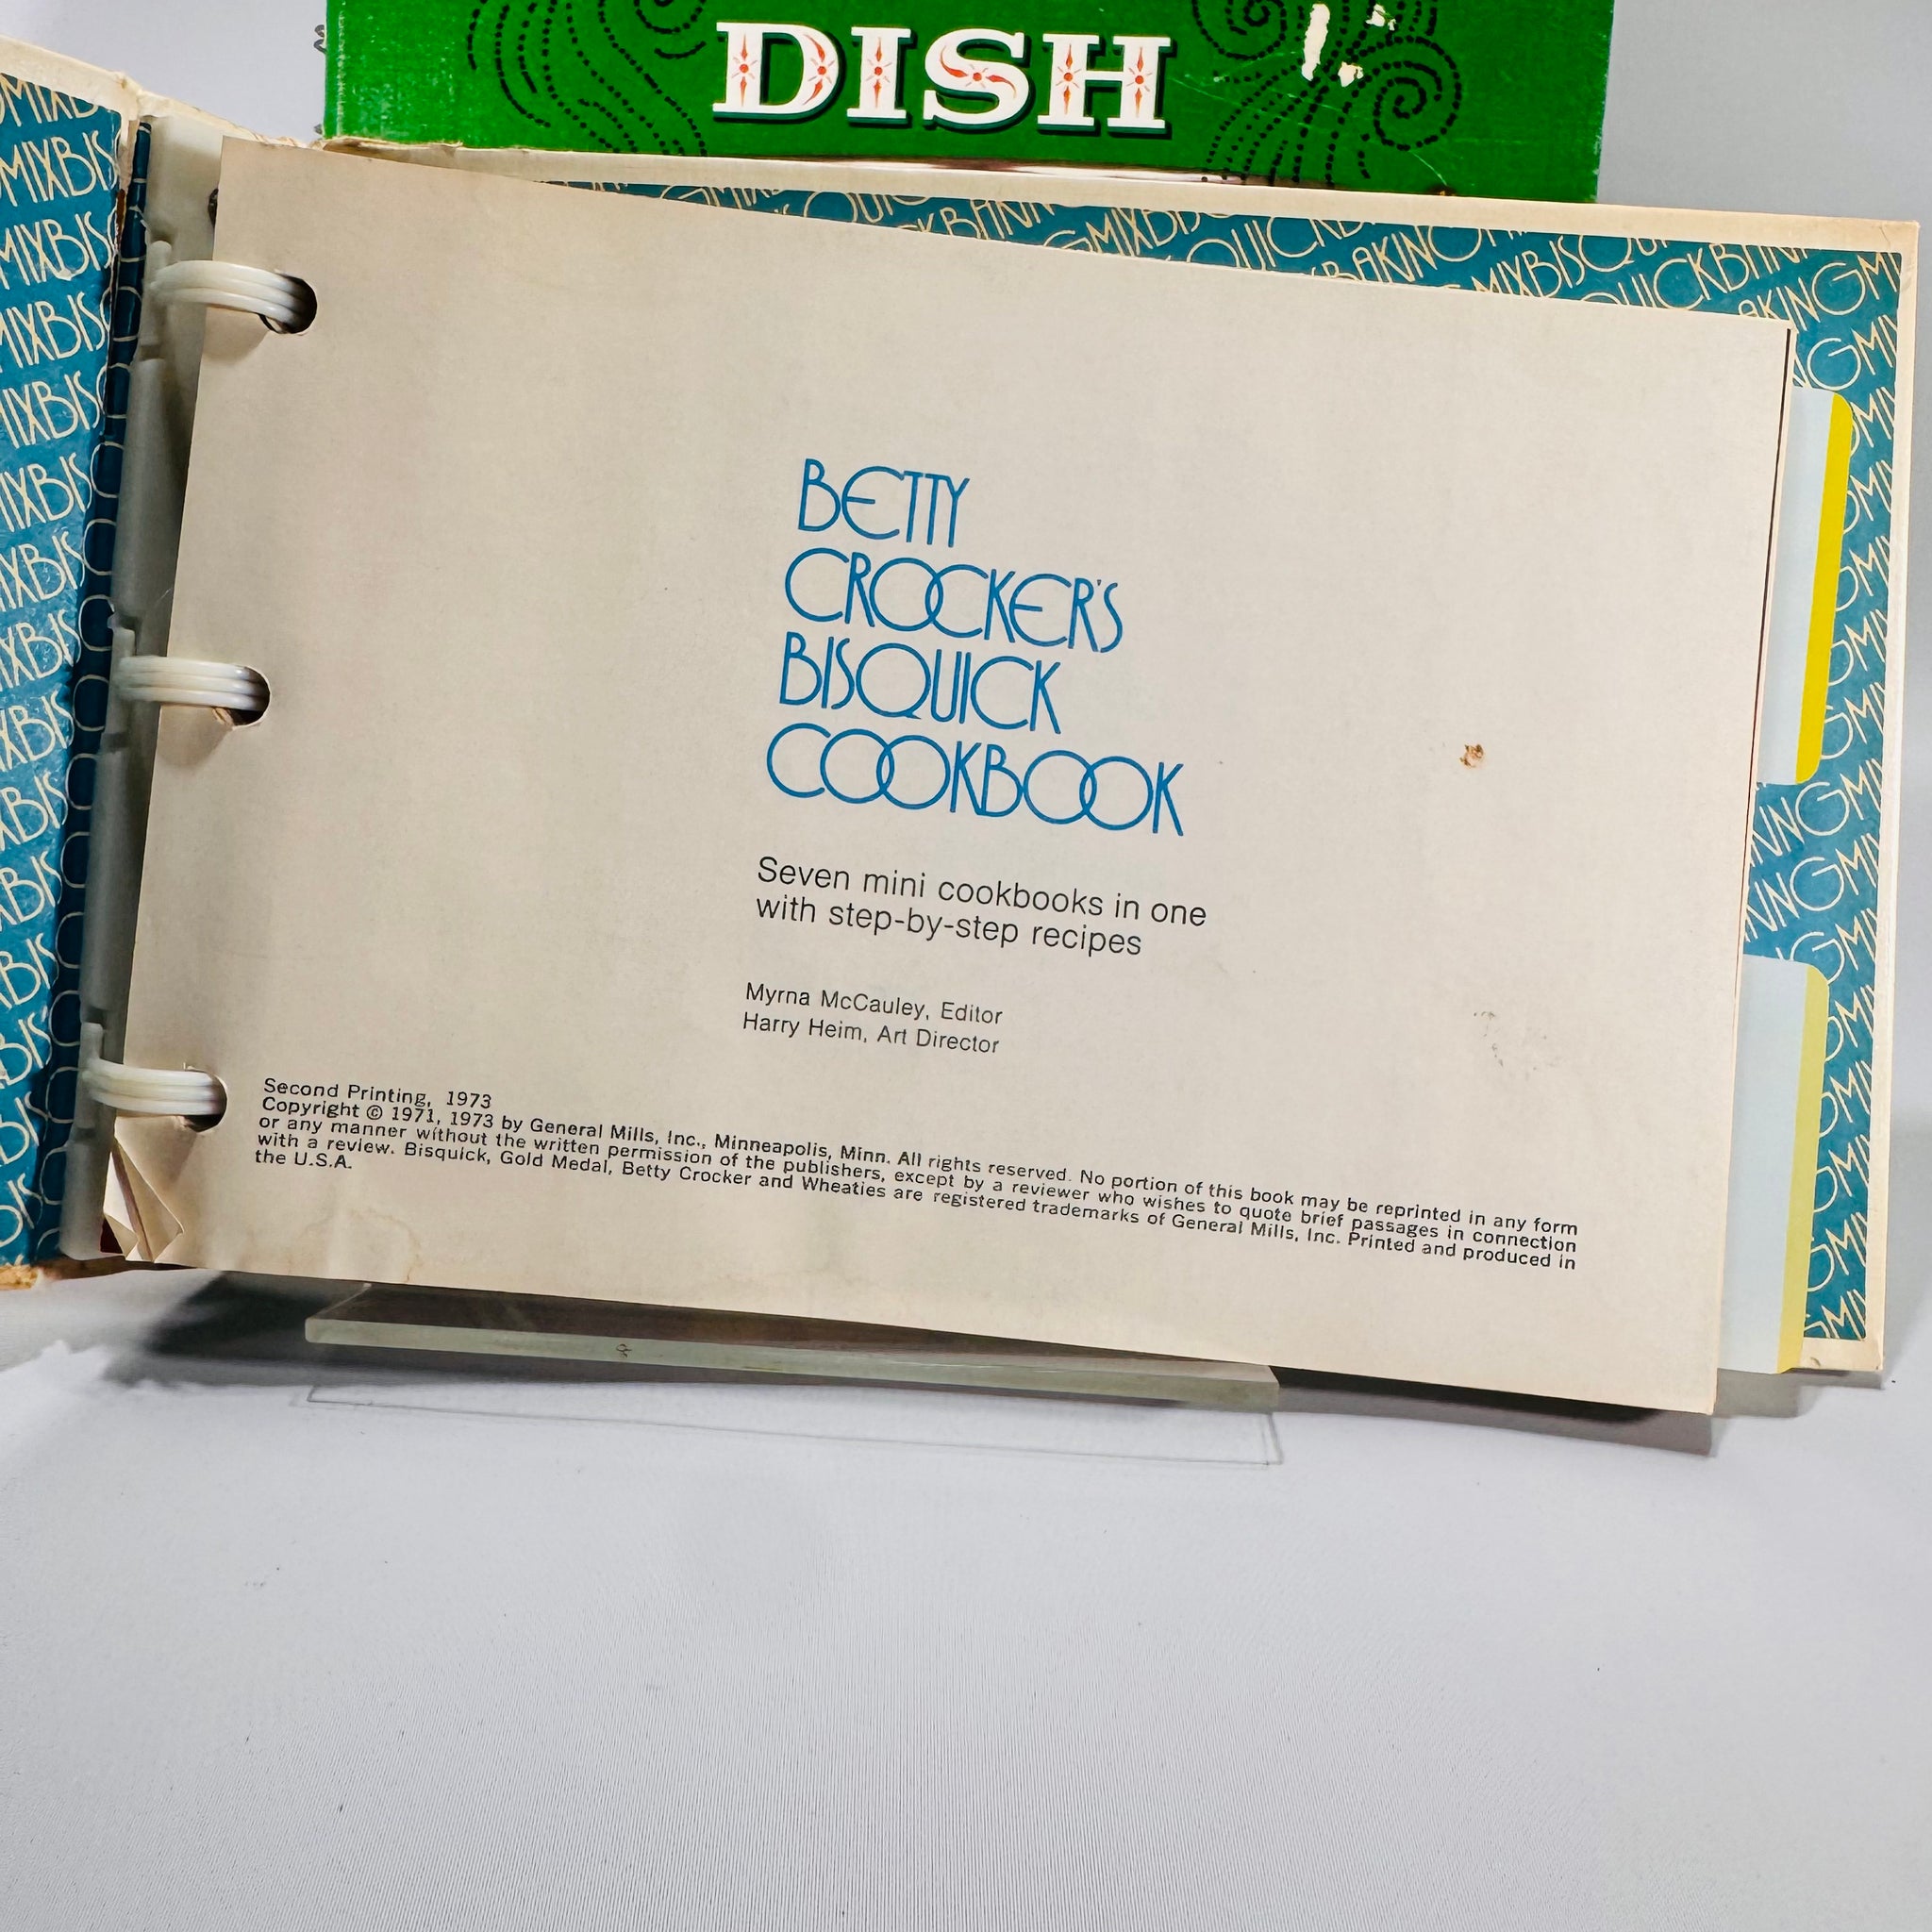 DISH
BETTY
CROCKER'S
BISQUICK
COOKBOOK
Seven mini cookbooks in one
with step-by-step recipes
Myrna McCauley, Editor
Harry Heim, Art Director
Second Printing, 1973
Copyright © 1971, 1973 by General Mills, Inc., Minneapolis, Minn. All rights reserved. No portion of this book may be reprinted in any form
or any manner without the written permission of the publishers, except by a reviewer who wishes to quote brief passages in connection
with a review. Bisquick, Gold Medal, Betty Crocker and Wheaties are registered trademarks of General Mills, Inc. Printed and produced in
the U.S.A.